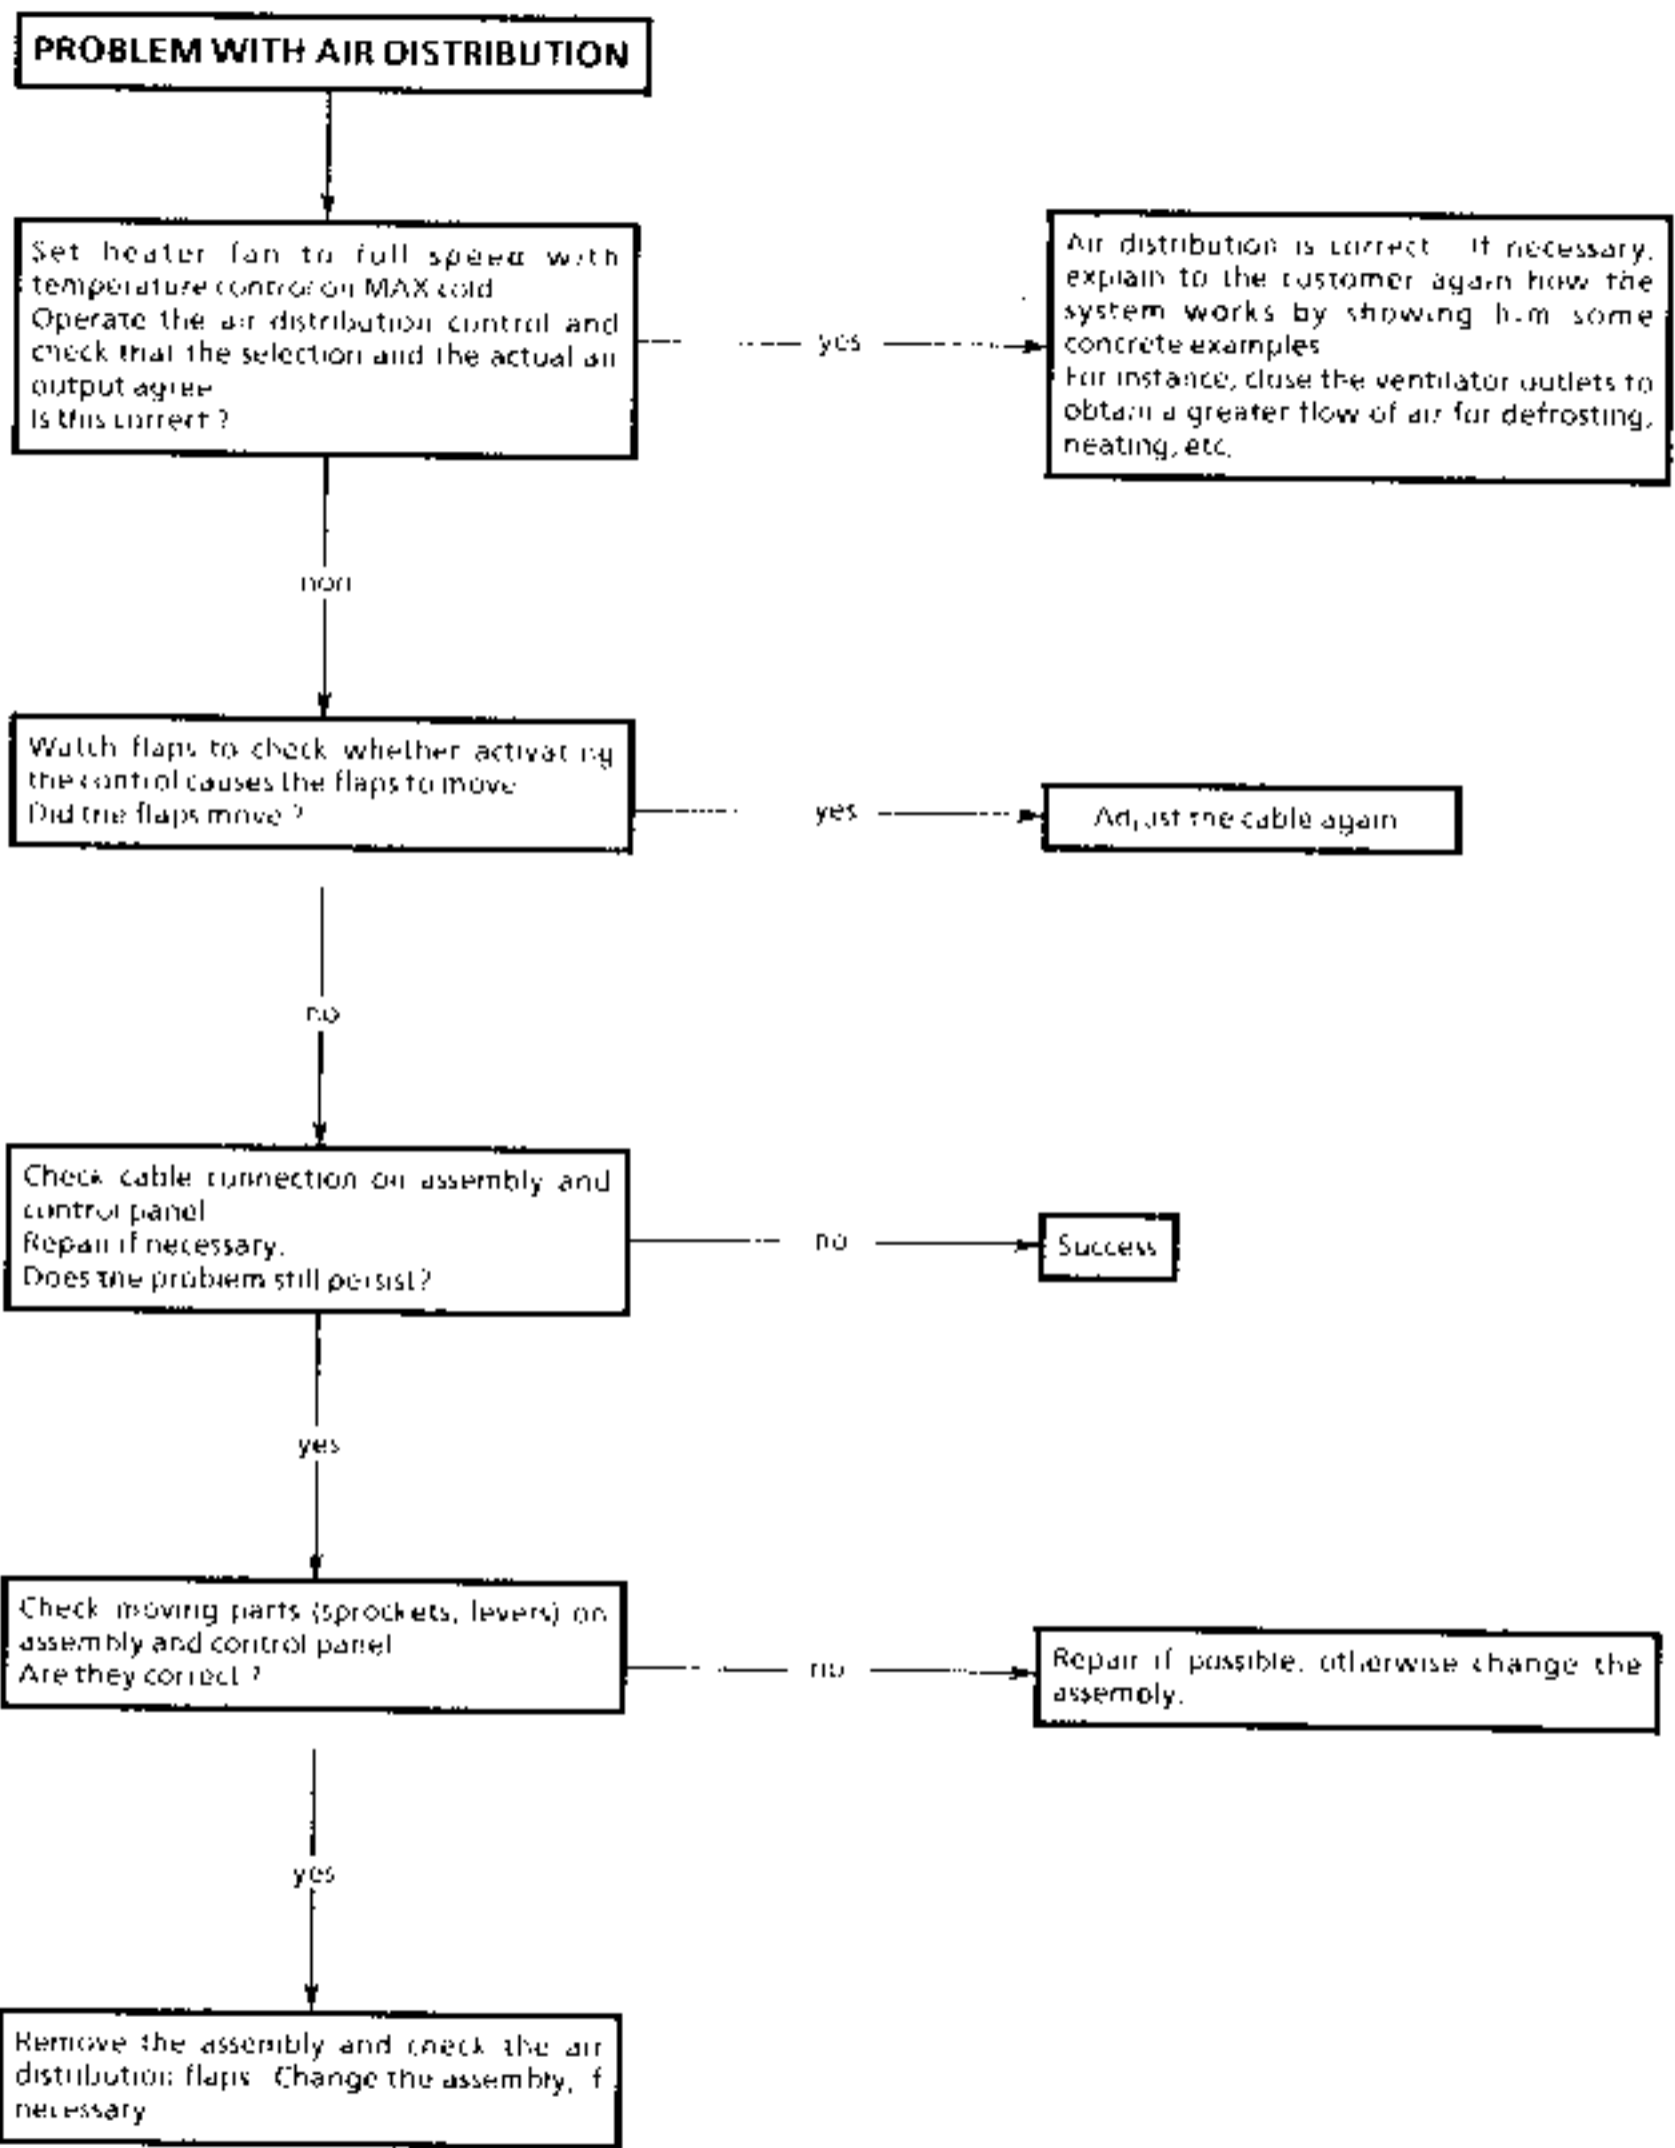 PROBLEM WITH AIR DISTRIBUTION
Set heater fan to full speed with
temperature control on MAX cold
Operate the air distribution control and
check that the selection and the actual air
output agree
Is this correct ?
yes
Air distribution is correct If necessary,
explain to the customer again how the
system works by showing him some
concrete examples
For instance, close the ventilator outlets to
obtain a greater flow of air for defrosting,
heating, etc.
non
Watch flaps to check whether activating
the control causes the flaps to move
Did the flaps move ?
yes
Adjust the cable again
no
Check cable connection on assembly and
control panel
Repair if necessary.
Does the problem still persist ?
no
Success
yes
Check moving parts (sprockets, levers) on
assembly and control panel
Are they correct ?
no
Repair if possible, otherwise change the
assembly.
yes
Remove the assembly and check the air
distribution flaps Change the assembly, if
necessary